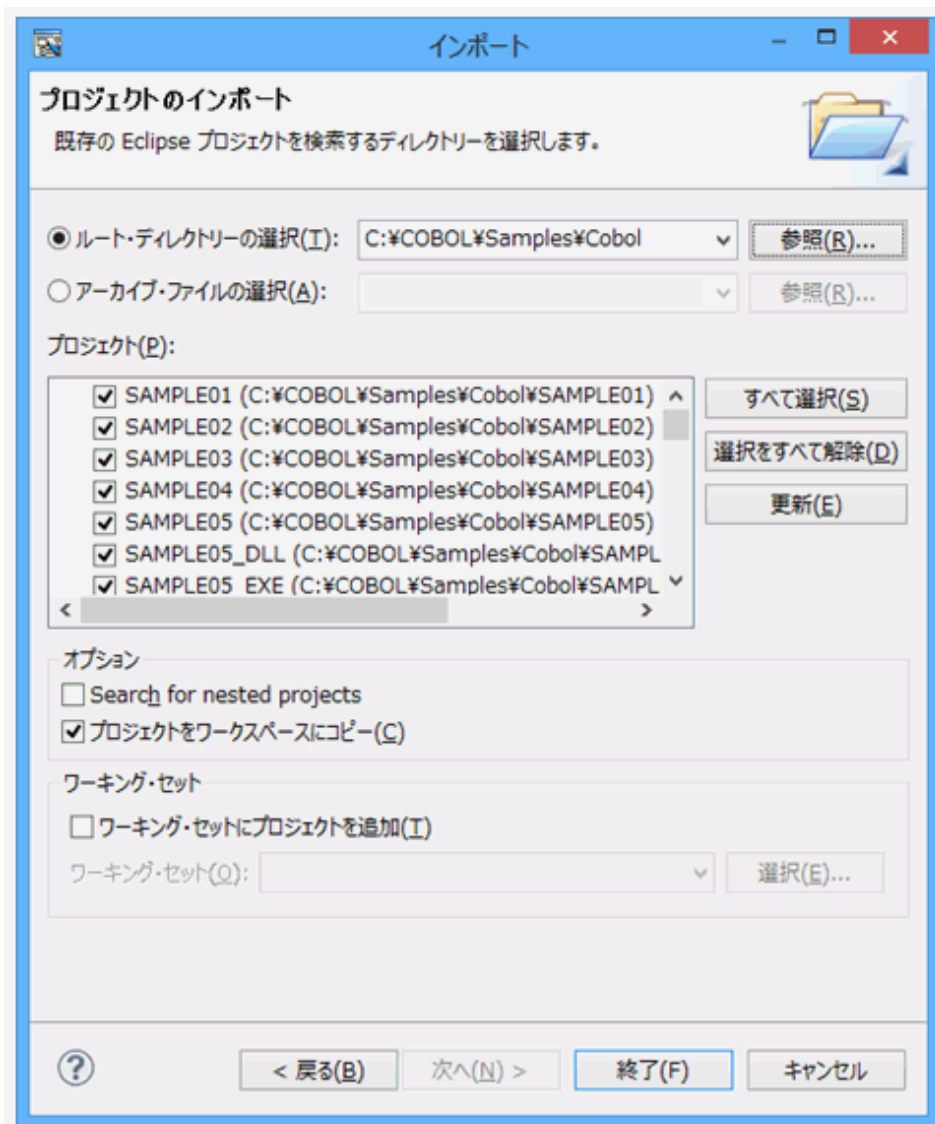 インポート
プロジェクトのインポート
既存の Eclipse プロジェクトを検索するディレクトリーを選択します。
ルート・ディレクトリーの選択(T): C:¥COBOL¥Samples¥Cobol 参照(R)...
アーカイブ・ファイルの選択(A): 参照(R)...
プロジェクト(P):
SAMPLE01 (C:¥COBOL¥Samples¥Cobol¥SAMPLE01)
SAMPLE02 (C:¥COBOL¥Samples¥Cobol¥SAMPLE02)
SAMPLE03 (C:¥COBOL¥Samples¥Cobol¥SAMPLE03)
SAMPLE04 (C:¥COBOL¥Samples¥Cobol¥SAMPLE04)
SAMPLE05 (C:¥COBOL¥Samples¥Cobol¥SAMPLE05)
SAMPLE05_DLL (C:¥COBOL¥Samples¥Cobol¥SAMPL
SAMPLE05_EXE (C:¥COBOL¥Samples¥Cobol¥SAMPL
すべて選択(S)
選択をすべて解除(D)
更新(E)
オプション
Search for nested projects
プロジェクトをワークスペースにコピー(C)
ワーキング・セット
ワーキング・セットにプロジェクトを追加(T)
ワーキング・セット(O): 選択(E)...
? < 戻る(B) 次へ(N) > 終了(F) キャンセル